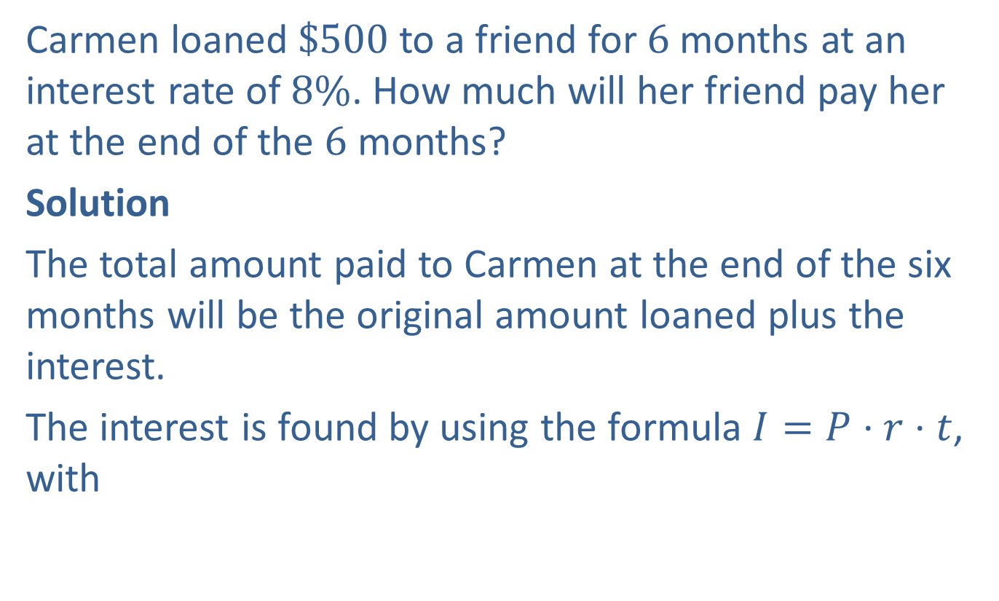 Carmen loaned $500 to a friend for 6 months at an
interest rate of 8%. How much will her friend pay her
at the end of the 6 months?
Solution
The total amount paid to Carmen at the end of the six
months will be the original amount loaned plus the
interest.
The interest is found by using the formula I = P · r · t,
with